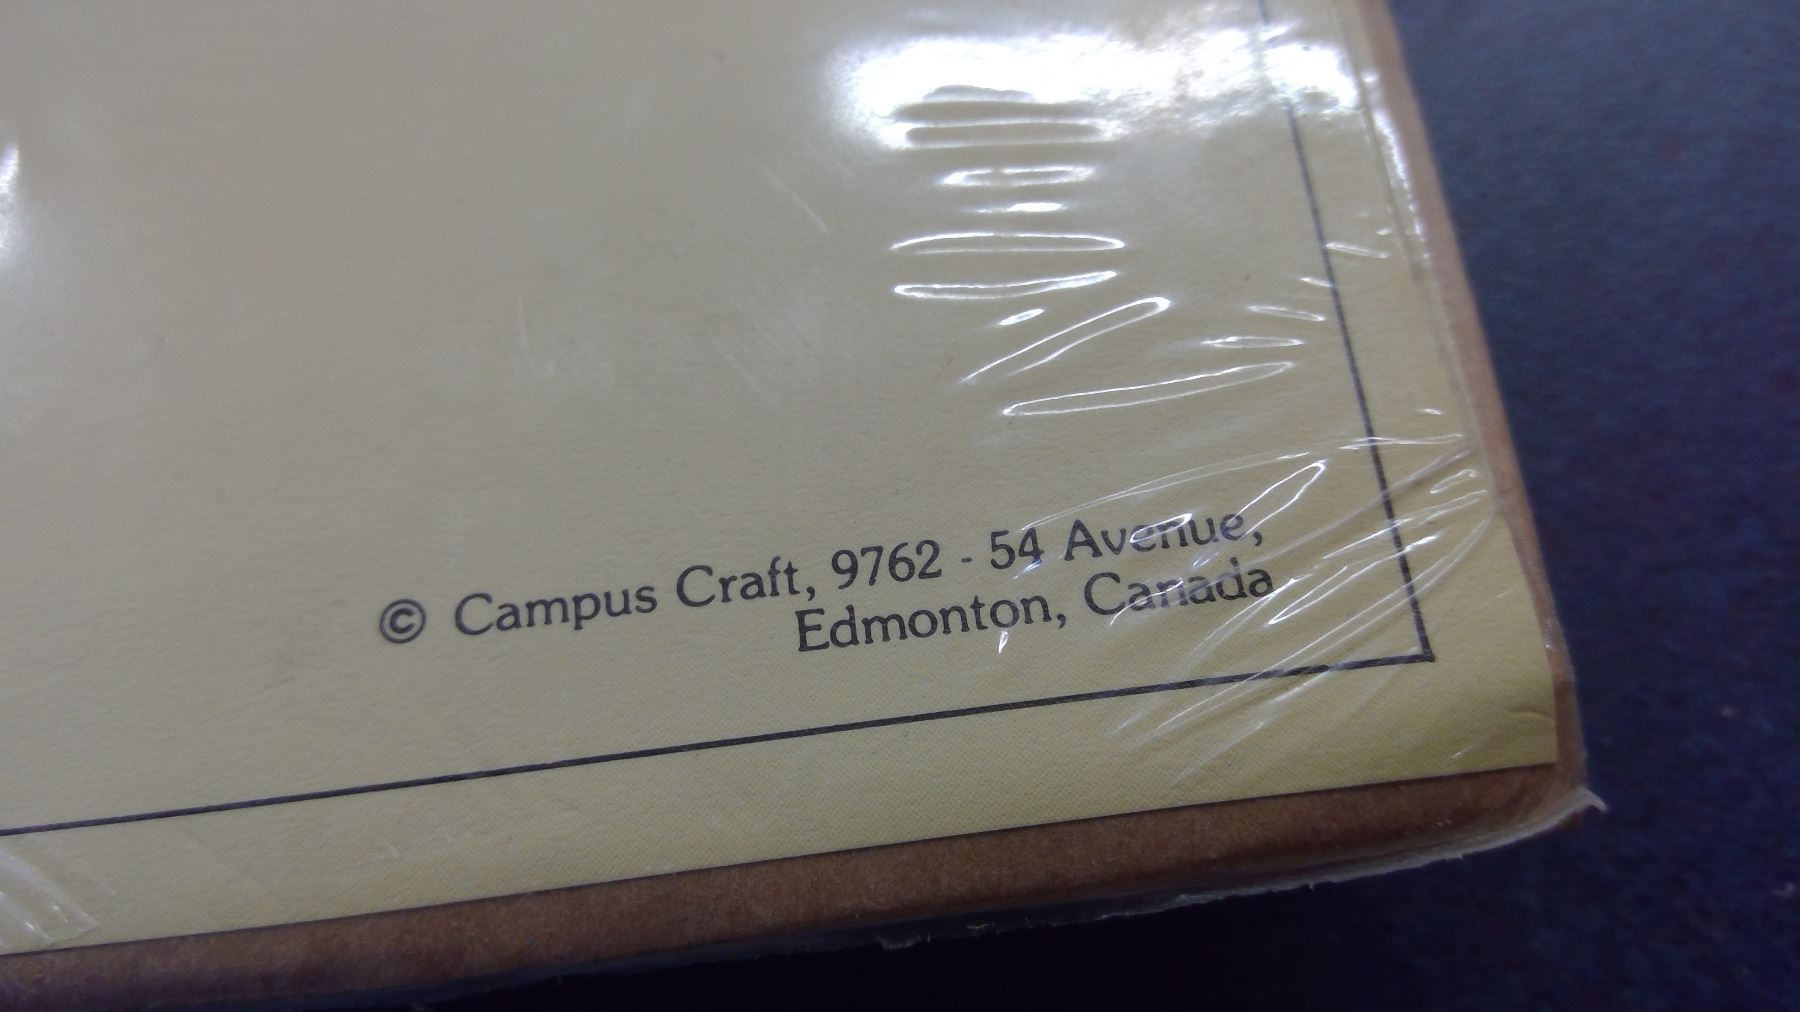 © Campus Craft, 9762 - 54 Avenue,
Edmonton, Canada